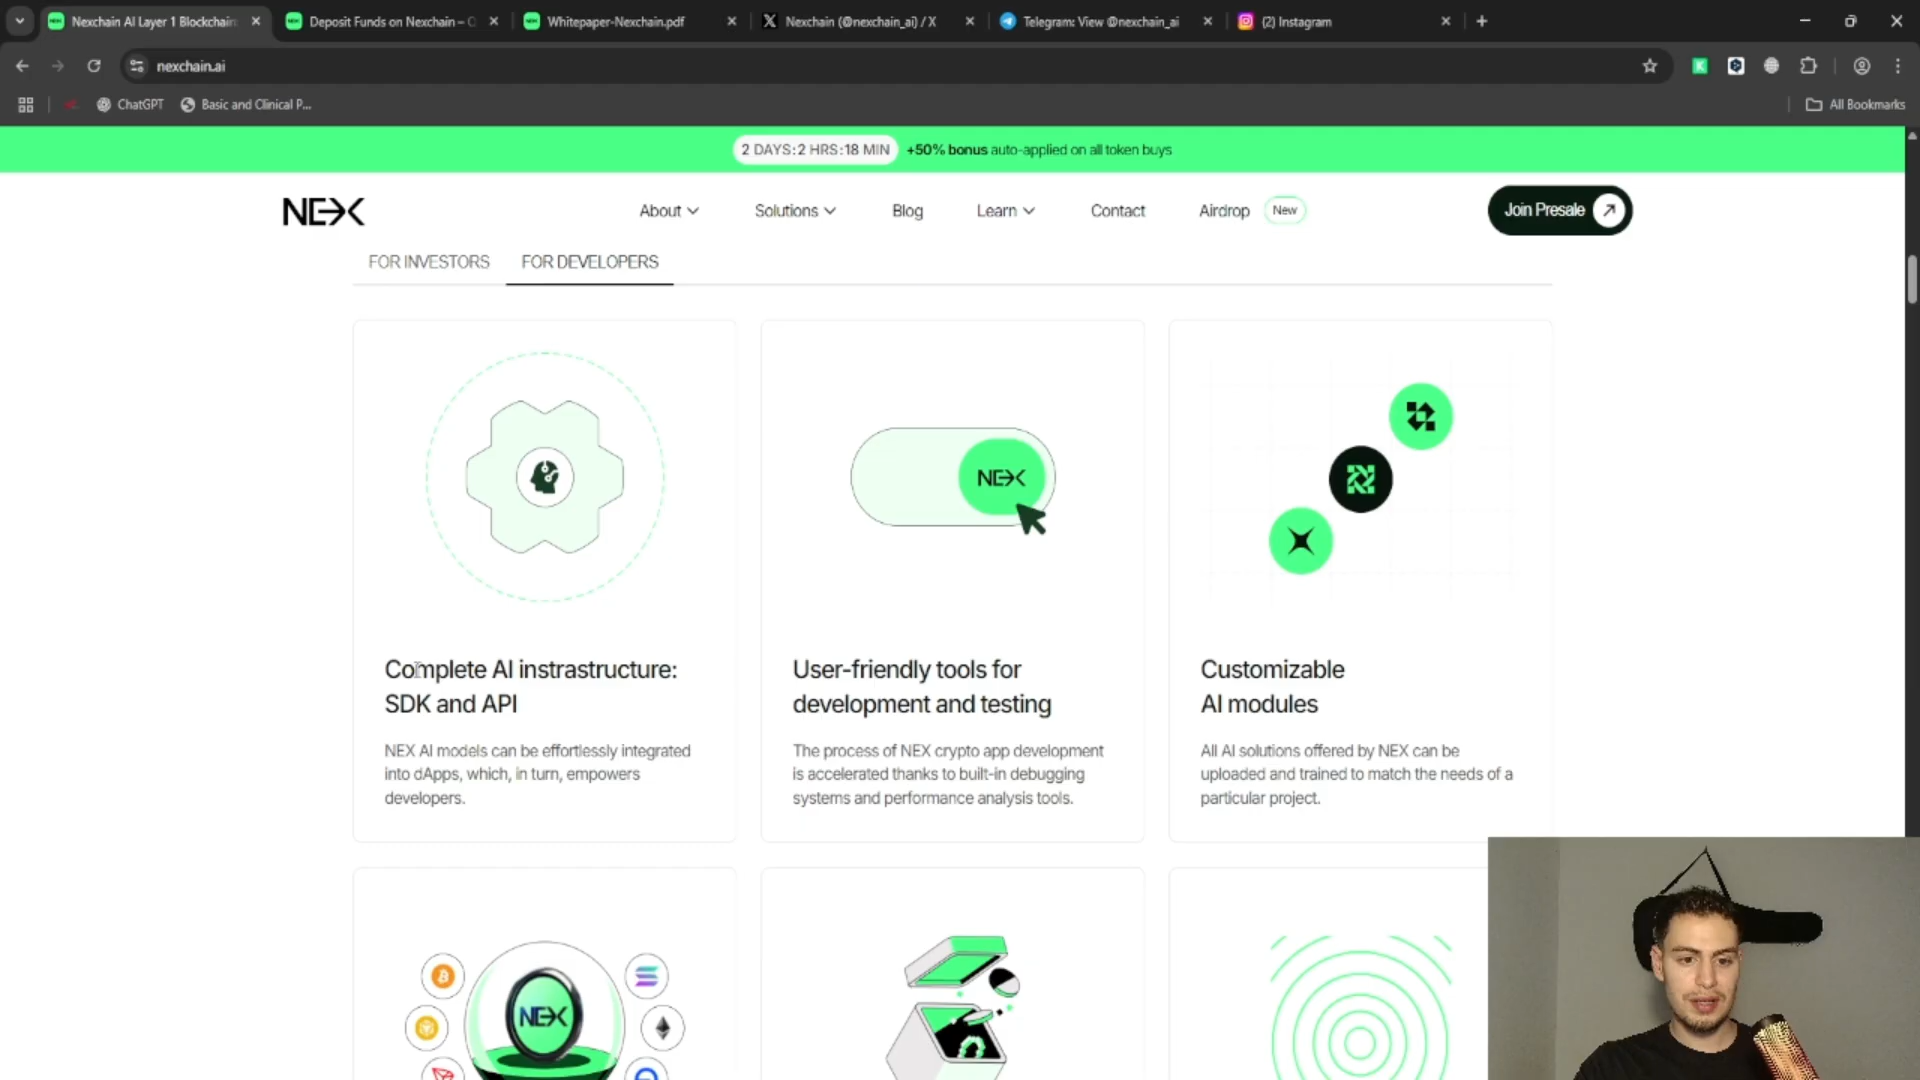 Nexchain AI Layer 1 Blockchain
Deposit Funds on Nexchain –
Whitepaper-Nexchain.pdf
Nexchain (@nexchain_ai) / X
Telegram: View @nexchain_ai
(2) Instagram
nexchain.ai
ChatGPT
Basic and Clinical P...
All Bookmarks
2 DAYS:2 HRS:18 MIN
+50% bonus auto-applied on all token buys
NEX
About
Solutions
Blog
Learn
Contact
Airdrop
New
Join Presale
FOR INVESTORS
FOR DEVELOPERS
NEX
Complete AI instrastructure:
SDK and API
NEX AI models can be effortlessly integrated
into dApps, which, in turn, empowers
developers.
User-friendly tools for
development and testing
The process of NEX crypto app development
is accelerated thanks to built-in debugging
systems and performance analysis tools.
Customizable
AI modules
All AI solutions offered by NEX can be
uploaded and trained to match the needs of a
particular project.
NEX